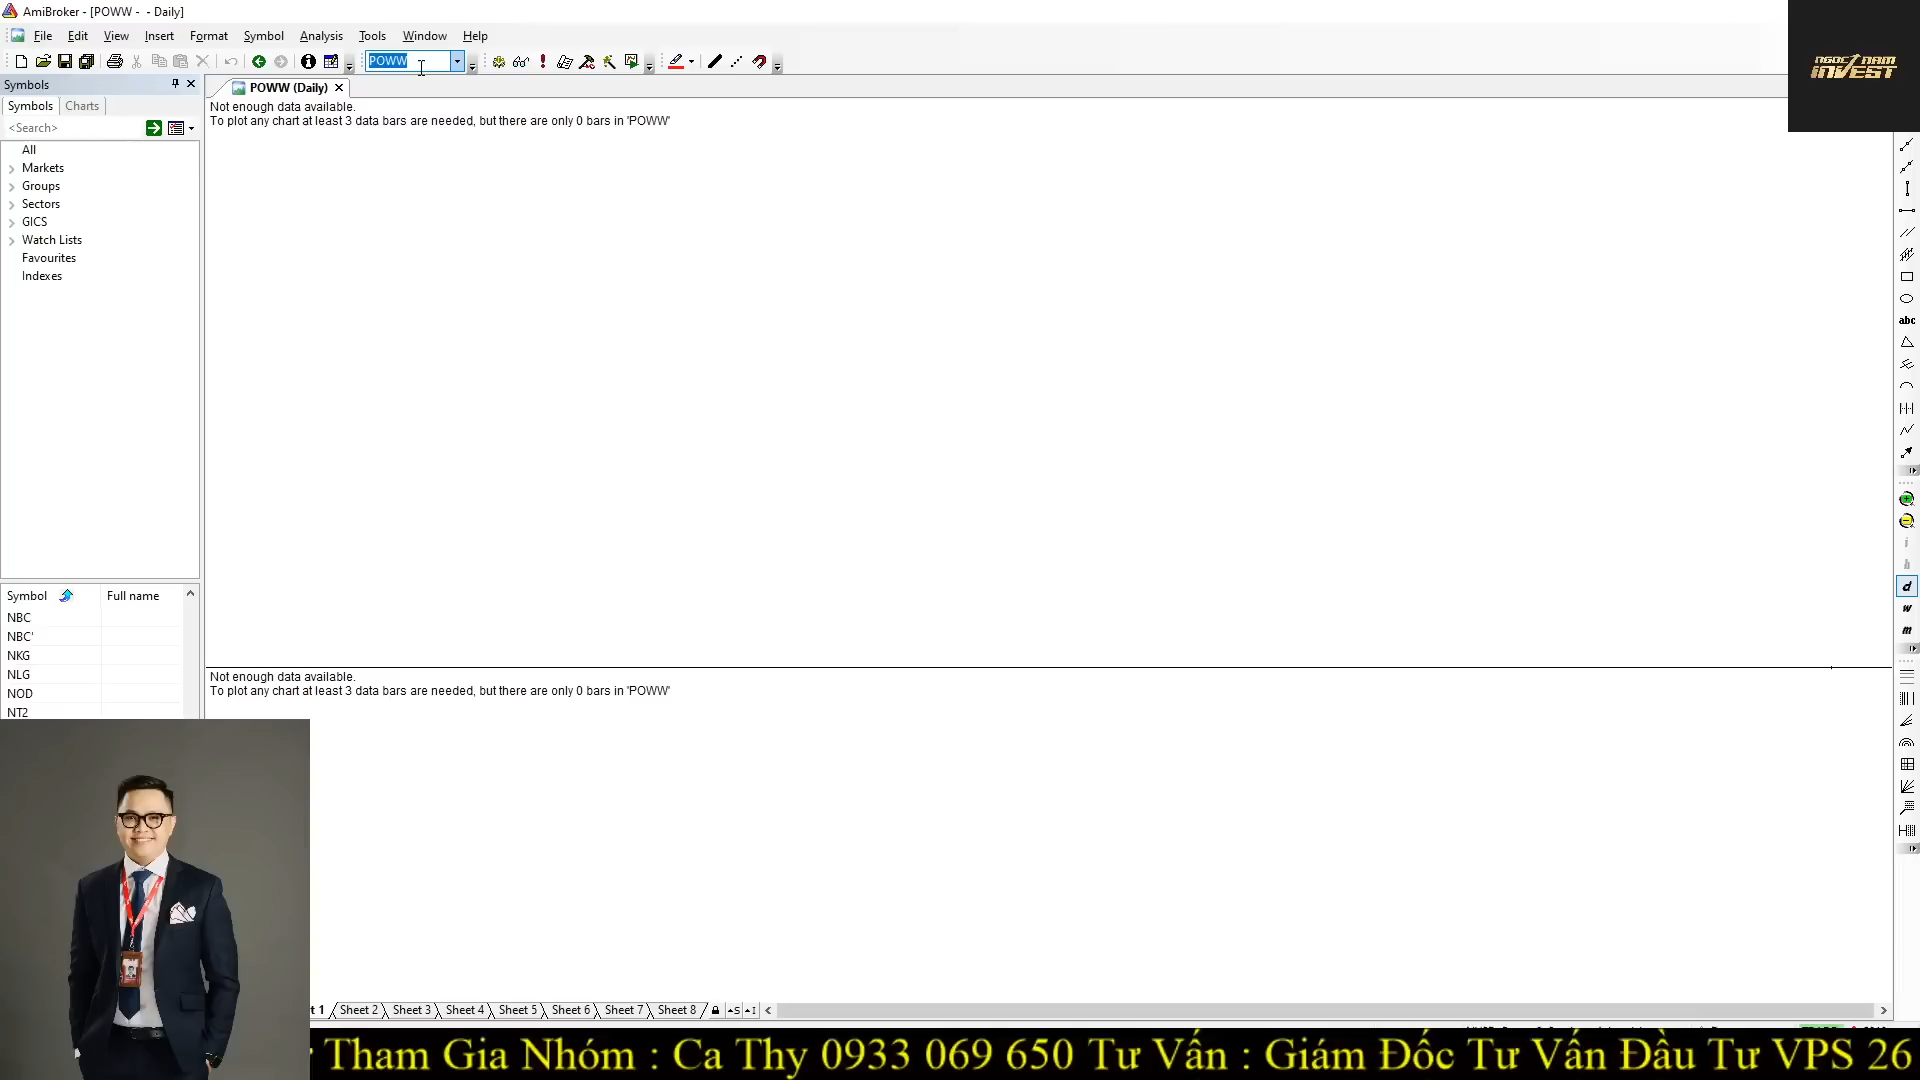 AmiBroker - [POWW - - Daily]
File Edit View Insert Format Symbol Analysis Tools Window Help
POWW
NGOC NAM
INVEST
Symbols
POWW (Daily)
Symbols Charts
<Search>
Not enough data available.
To plot any chart at least 3 data bars are needed, but there are only 0 bars in 'POWW'
All
Markets
Groups
Sectors
GICS
Watch Lists
Favourites
Indexes
abc
d
w
m
Symbol Full name
NBC
NBC'
NKG
NLG
NOD
NT2
Not enough data available.
To plot any chart at least 3 data bars are needed, but there are only 0 bars in 'POWW'
t 1 Sheet 2 Sheet 3 Sheet 4 Sheet 5 Sheet 6 Sheet 7 Sheet 8
Tham Gia Nhóm : Ca Thy 0933 069 650 Tư Vấn : Giám Đốc Tư Vấn Đầu Tư VPS 26